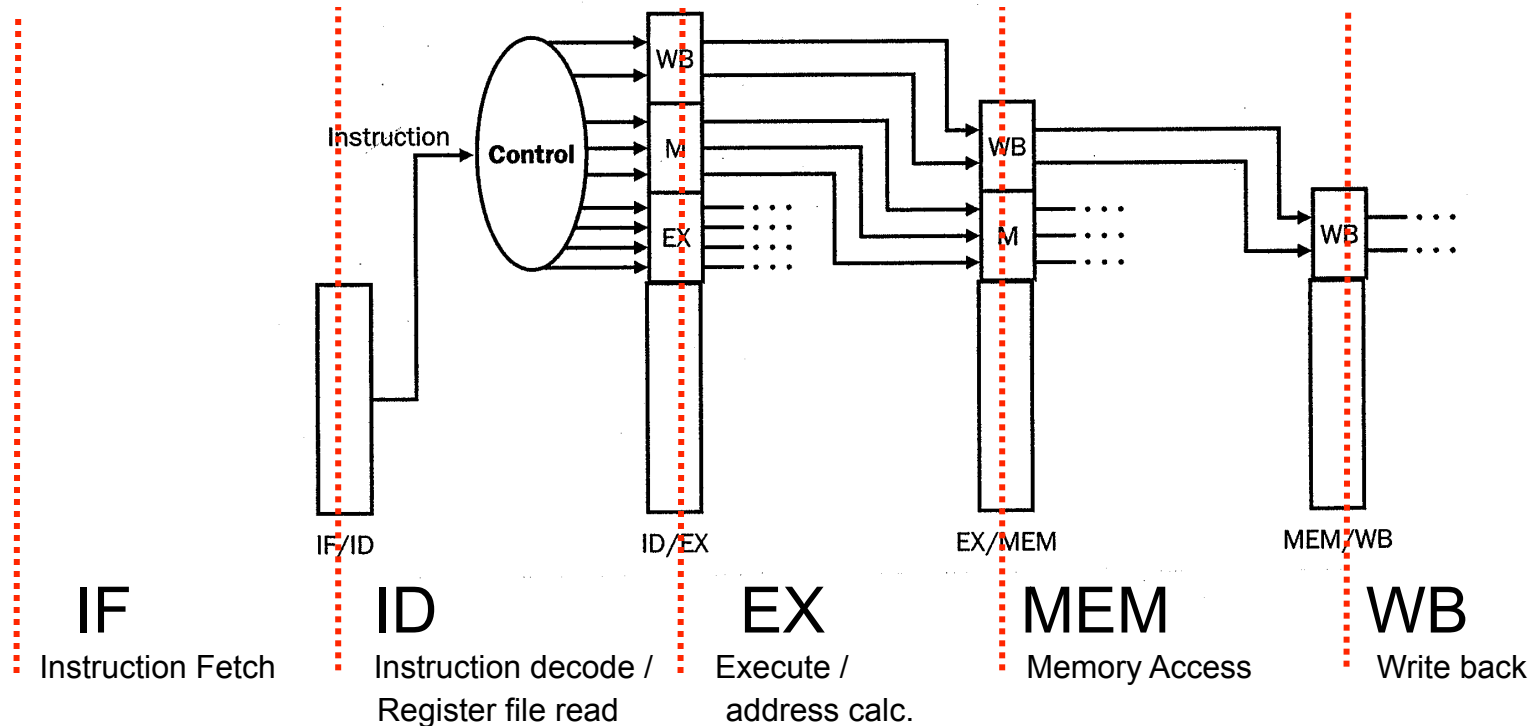 WB
Instruction
Control
M
WB
EX
M
WB
IF/ID
ID/EX
EX/MEM
MEM/WB
IF
ID
EX
MEM
WB
Instruction Fetch
Instruction decode /
Register file read
Execute /
address calc.
Memory Access
Write back